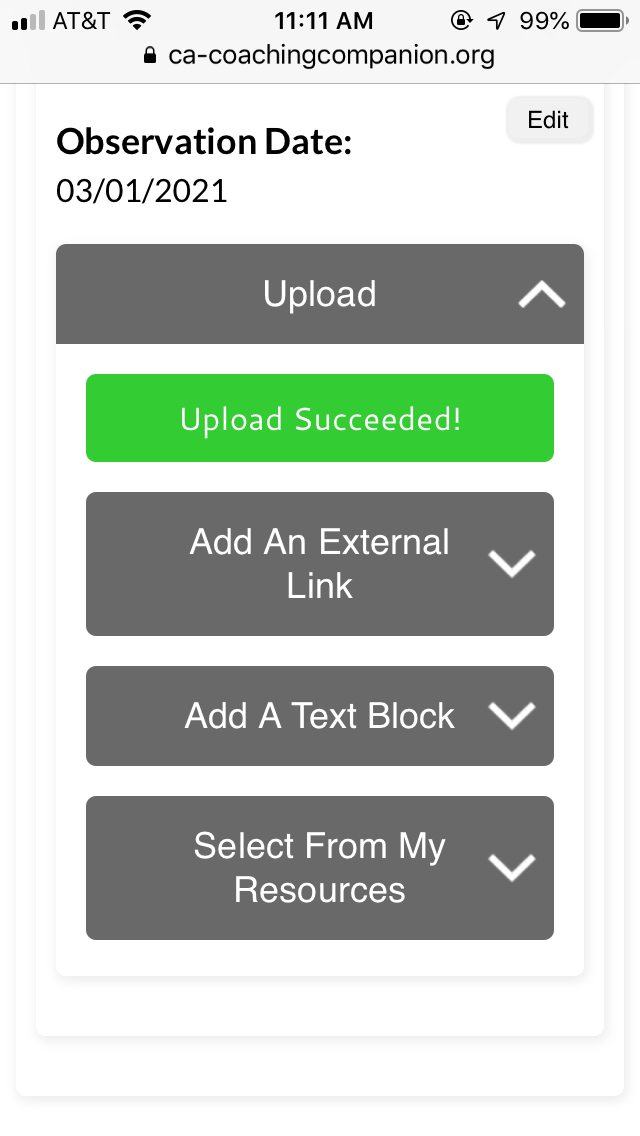 AT&T 11:11 AM 99%
ca-coachingcompanion.org
Edit
Observation Date:
03/01/2021
Upload
Upload Succeeded!
Add An External
Link
Add A Text Block
Select From My
Resources